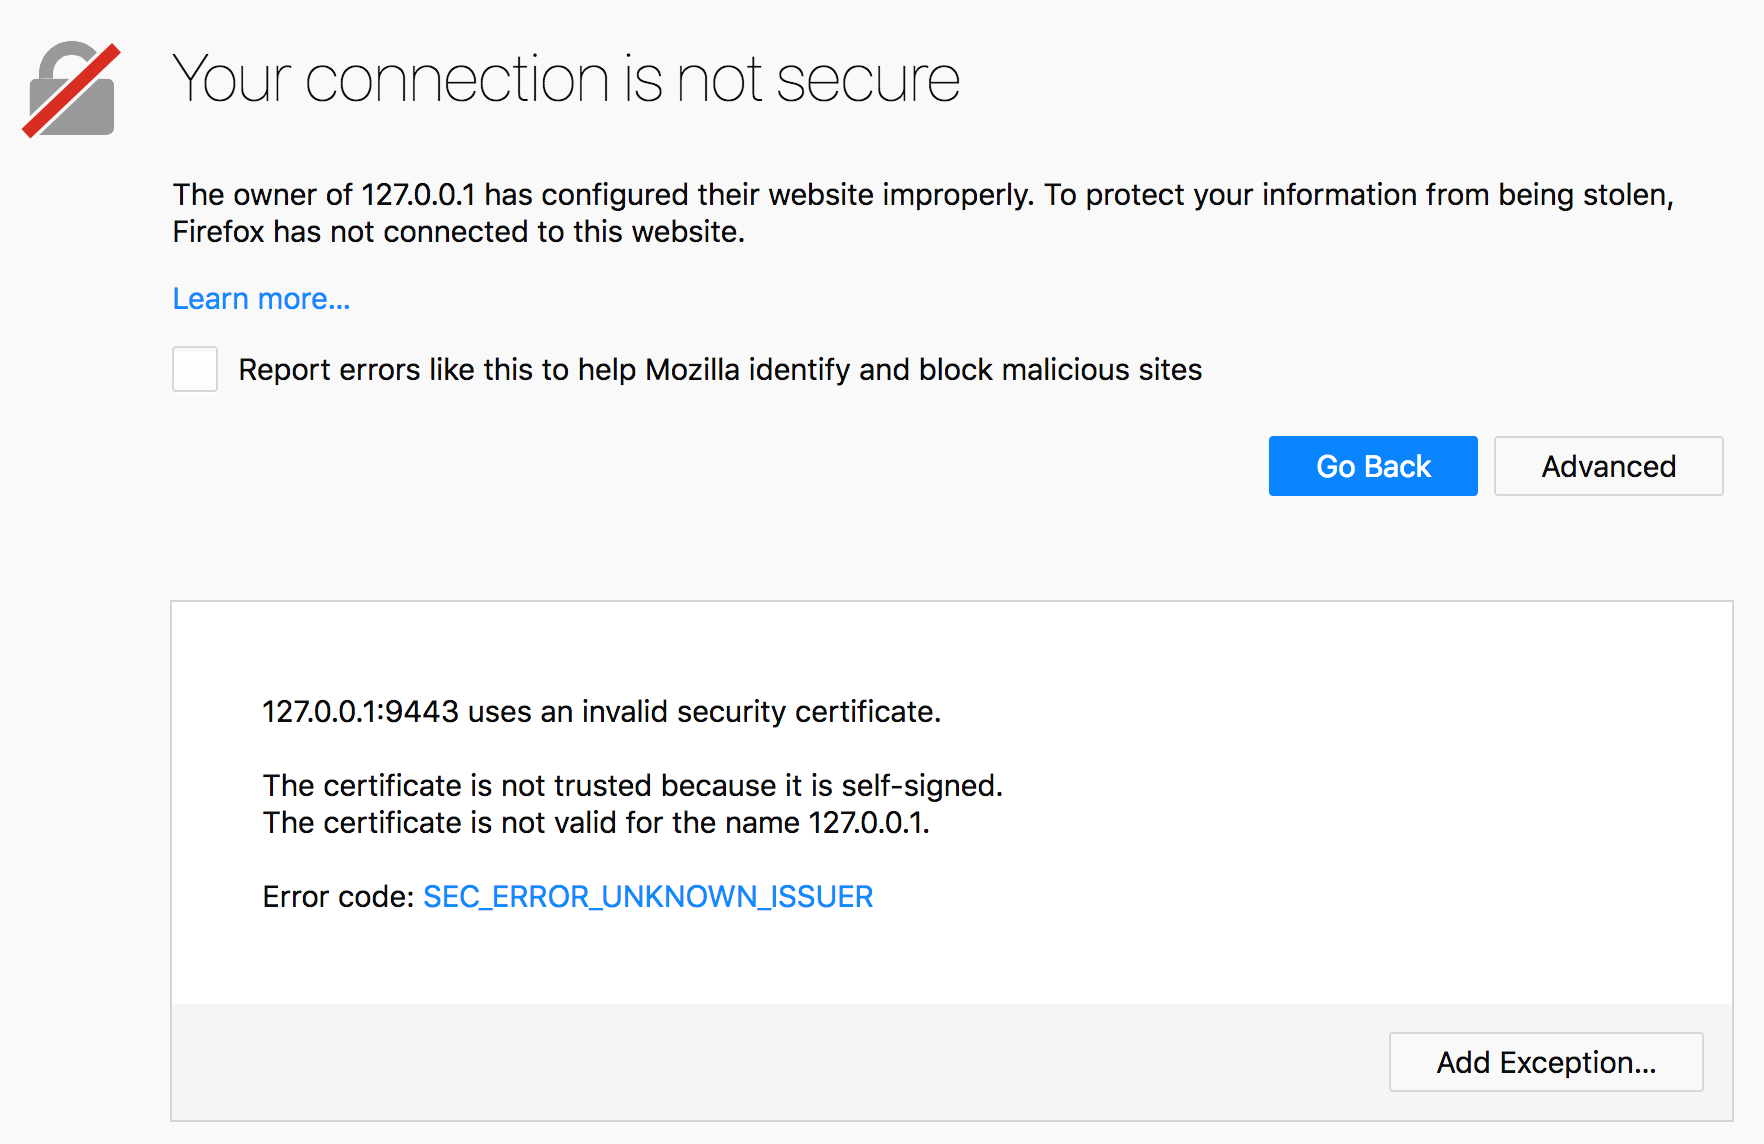 Your connection is not secure
The owner of 127.0.0.1 has configured their website improperly. To protect your information from being stolen,
Firefox has not connected to this website.
Learn more...
Report errors like this to help Mozilla identify and block malicious sites
Go Back
Advanced
127.0.0.1:9443 uses an invalid security certificate.
The certificate is not trusted because it is self-signed.
The certificate is not valid for the name 127.0.0.1.
Error code: SEC_ERROR_UNKNOWN_ISSUER
Add Exception...